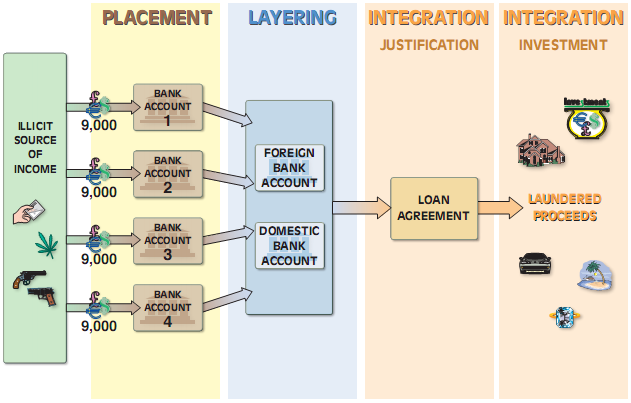 PLACEMENT
LAYERING
INTEGRATION
INTEGRATION
JUSTIFICATION
INVESTMENT
ILLICIT
SOURCE
OF
INCOME
9,000
BANK
ACCOUNT
1
9,000
BANK
ACCOUNT
2
9,000
BANK
ACCOUNT
3
9,000
BANK
ACCOUNT
4
FOREIGN
BANK
ACCOUNT
DOMESTIC
BANK
ACCOUNT
LOAN
AGREEMENT
Investments
LAUNDERED
PROCEEDS